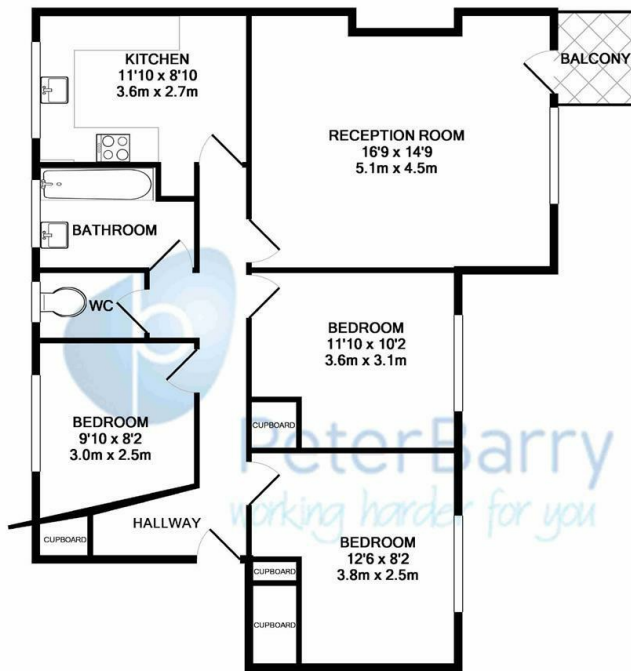 KITCHEN
11'10 x 8'10
3.6m x 2.7m
RECEPTION ROOM
16'9 x 14'9
5.1m x 4.5m
BALCONY
BATHROOM
WC
BEDROOM
11'10 x 10'2
3.6m x 3.1m
CUPBOARD
BEDROOM
9'10 x 8'2
3.0m x 2.5m
PeterBarry
working harder for you
HALLWAY
CUPBOARD
BEDROOM
12'6 x 8'2
3.8m x 2.5m
CUPBOARD
CUPBOARD